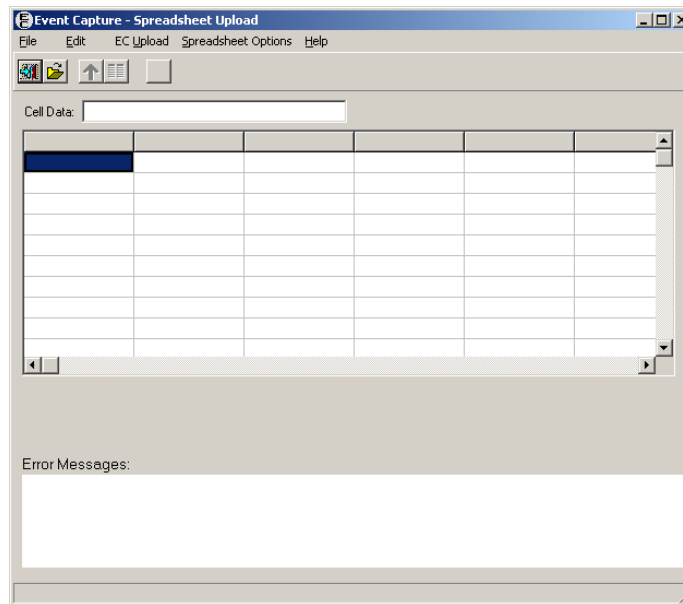 Event Capture - Spreadsheet Upload
File Edit EC Upload Spreadsheet Options Help
Cell Data:
Error Messages: